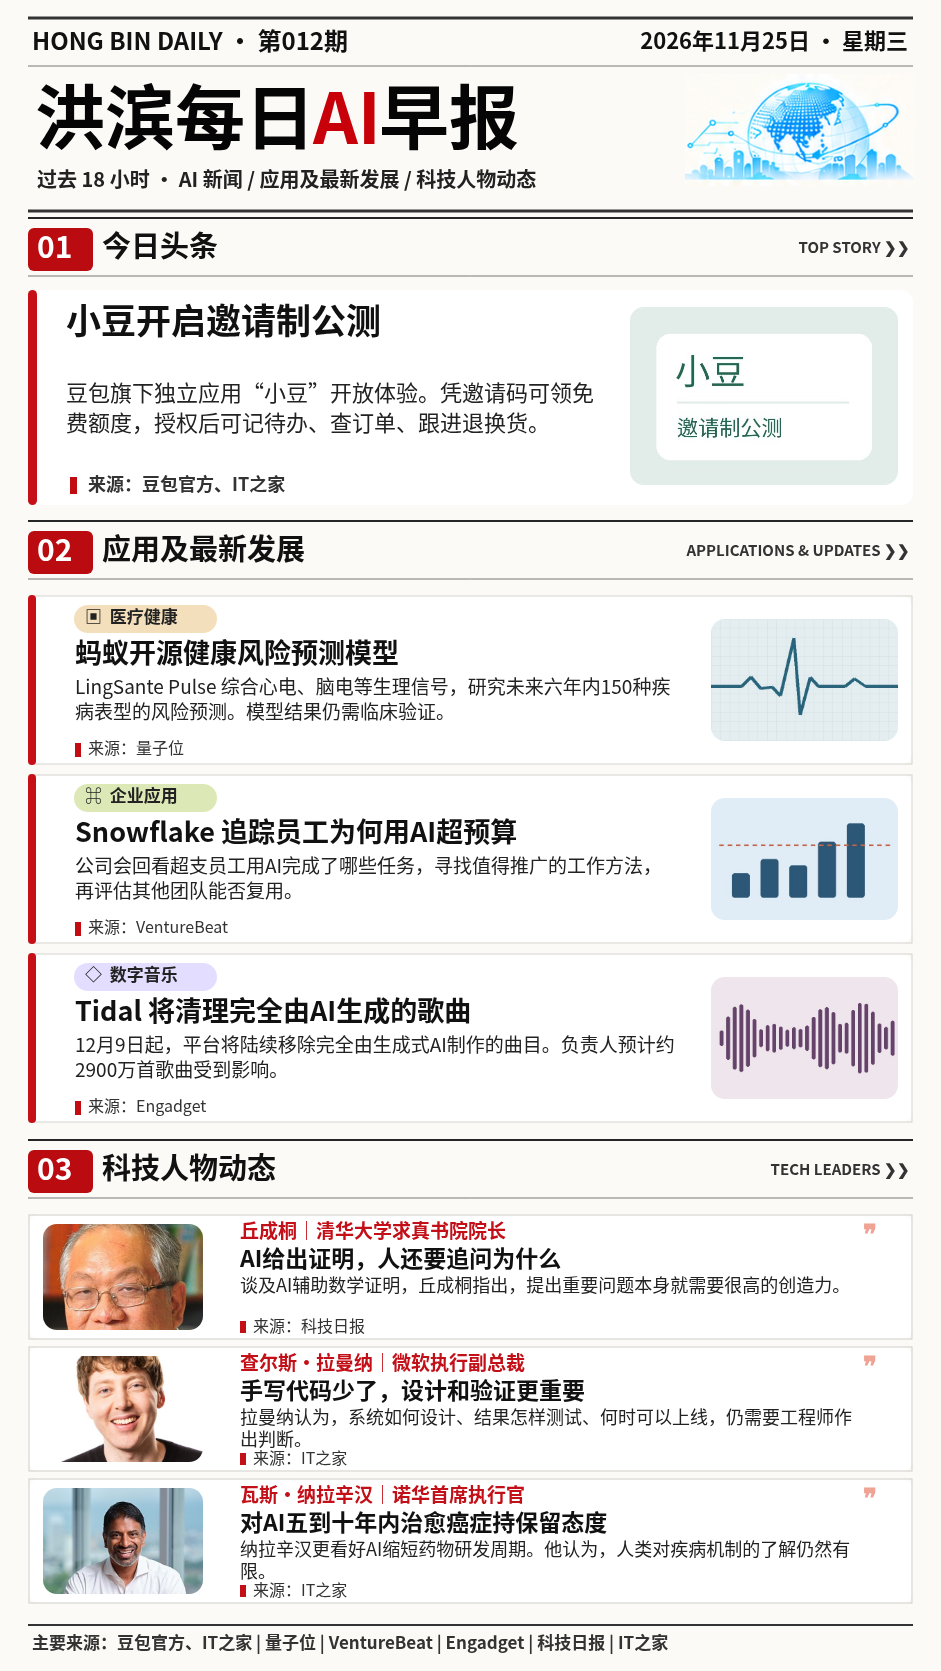 HONG BIN DAILY • 第012期
2026年11月25日 • 星期三
洪滨每日AI早报
过去 18 小时 • AI 新闻 / 应用及最新发展 / 科技人物动态
01 今日头条
TOP STORY ❯❯
小豆开启邀请制公测
豆包旗下独立应用“小豆”开放体验。凭邀请码可领免
费额度，授权后可记待办、查订单、跟进退换货。
来源：豆包官方、IT之家
小豆
邀请制公测
02 应用及最新发展
APPLICATIONS & UPDATES ❯❯
▣ 医疗健康
蚂蚁开源健康风险预测模型
LingSante Pulse 综合心电、脑电等生理信号，研究未来六年内150种疾
病表型的风险预测。模型结果仍需临床验证。
来源：量子位
⌘ 企业应用
Snowflake 追踪员工为何用AI超预算
公司会回看超支员工用AI完成了哪些任务，寻找值得推广的工作方法，
再评估其他团队能否复用。
来源：VentureBeat
◇ 数字音乐
Tidal 将清理完全由AI生成的歌曲
12月9日起，平台将陆续移除完全由生成式AI制作的曲目。负责人预计约
2900万首歌曲受到影响。
来源：Engadget
03 科技人物动态
TECH LEADERS ❯❯
丘成桐｜清华大学求真书院院长
AI给出证明，人还要追问为什么
谈及AI辅助数学证明，丘成桐指出，提出重要问题本身就需要很高的创造力。
来源：科技日报
查尔斯·拉曼纳｜微软执行副总裁
手写代码少了，设计和验证更重要
拉曼纳认为，系统如何设计、结果怎样测试、何时可以上线，仍需要工程师作
出判断。
来源：IT之家
瓦斯·纳拉辛汉｜诺华首席执行官
对AI五到十年内治愈癌症持保留态度
纳拉辛汉更看好AI缩短药物研发周期。他认为，人类对疾病机制的了解仍然有
限。
来源：IT之家
主要来源：豆包官方、IT之家 | 量子位 | VentureBeat | Engadget | 科技日报 | IT之家